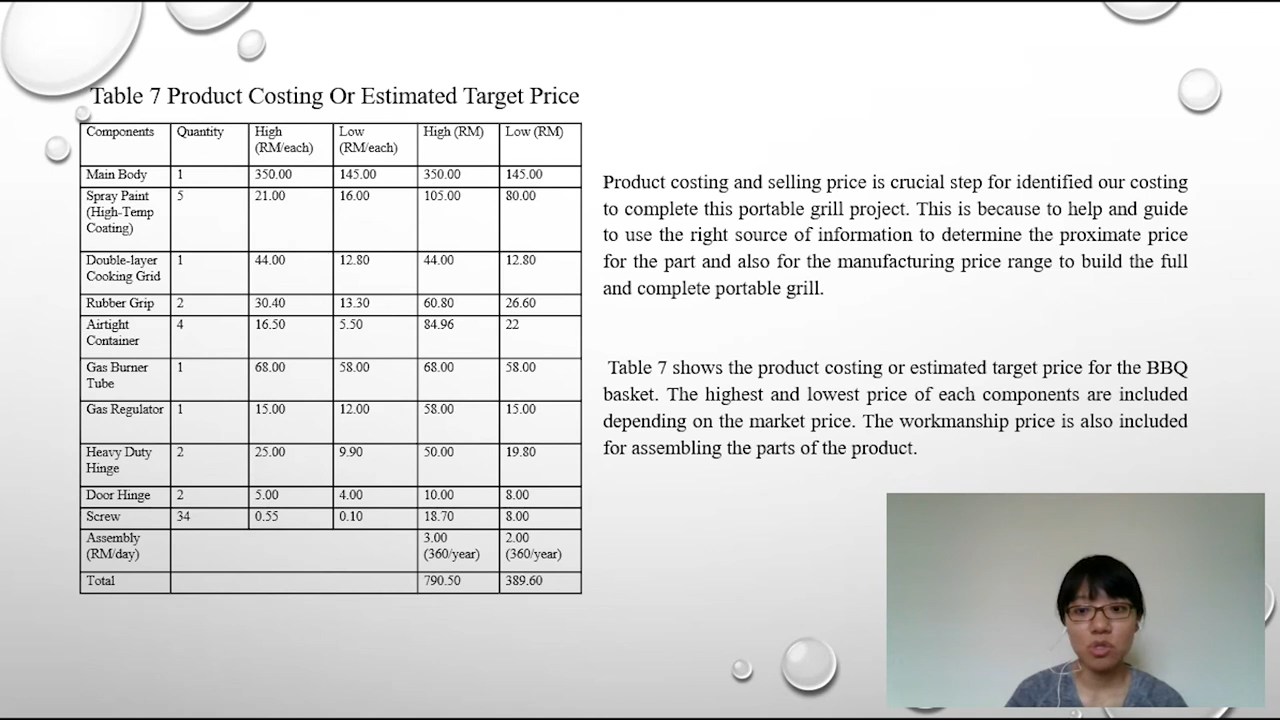 Table 7 Product Costing Or Estimated Target Price
Components Quantity High (RM/each) Low (RM/each) High (RM) Low (RM)
Main Body 1 350.00 145.00 350.00 145.00
Spray Paint (High-Temp Coating) 5 21.00 16.00 105.00 80.00
Double-layer Cooking Grid 1 44.00 12.80 44.00 12.80
Rubber Grip 2 30.40 13.30 60.80 26.60
Airtight Container 4 16.50 5.50 84.96 22
Gas Burner Tube 1 68.00 58.00 68.00 58.00
Gas Regulator 1 15.00 12.00 58.00 15.00
Heavy Duty Hinge 2 25.00 9.90 50.00 19.80
Door Hinge 2 5.00 4.00 10.00 8.00
Screw 34 0.55 0.10 18.70 8.00
Assembly (RM/day) 3.00 (360/year) 2.00 (360/year)
Total 790.50 389.60
Product costing and selling price is crucial step for identified our costing
to complete this portable grill project. This is because to help and guide
to use the right source of information to determine the proximate price
for the part and also for the manufacturing price range to build the full
and complete portable grill.
Table 7 shows the product costing or estimated target price for the BBQ
basket. The highest and lowest price of each components are included
depending on the market price. The workmanship price is also included
for assembling the parts of the product.